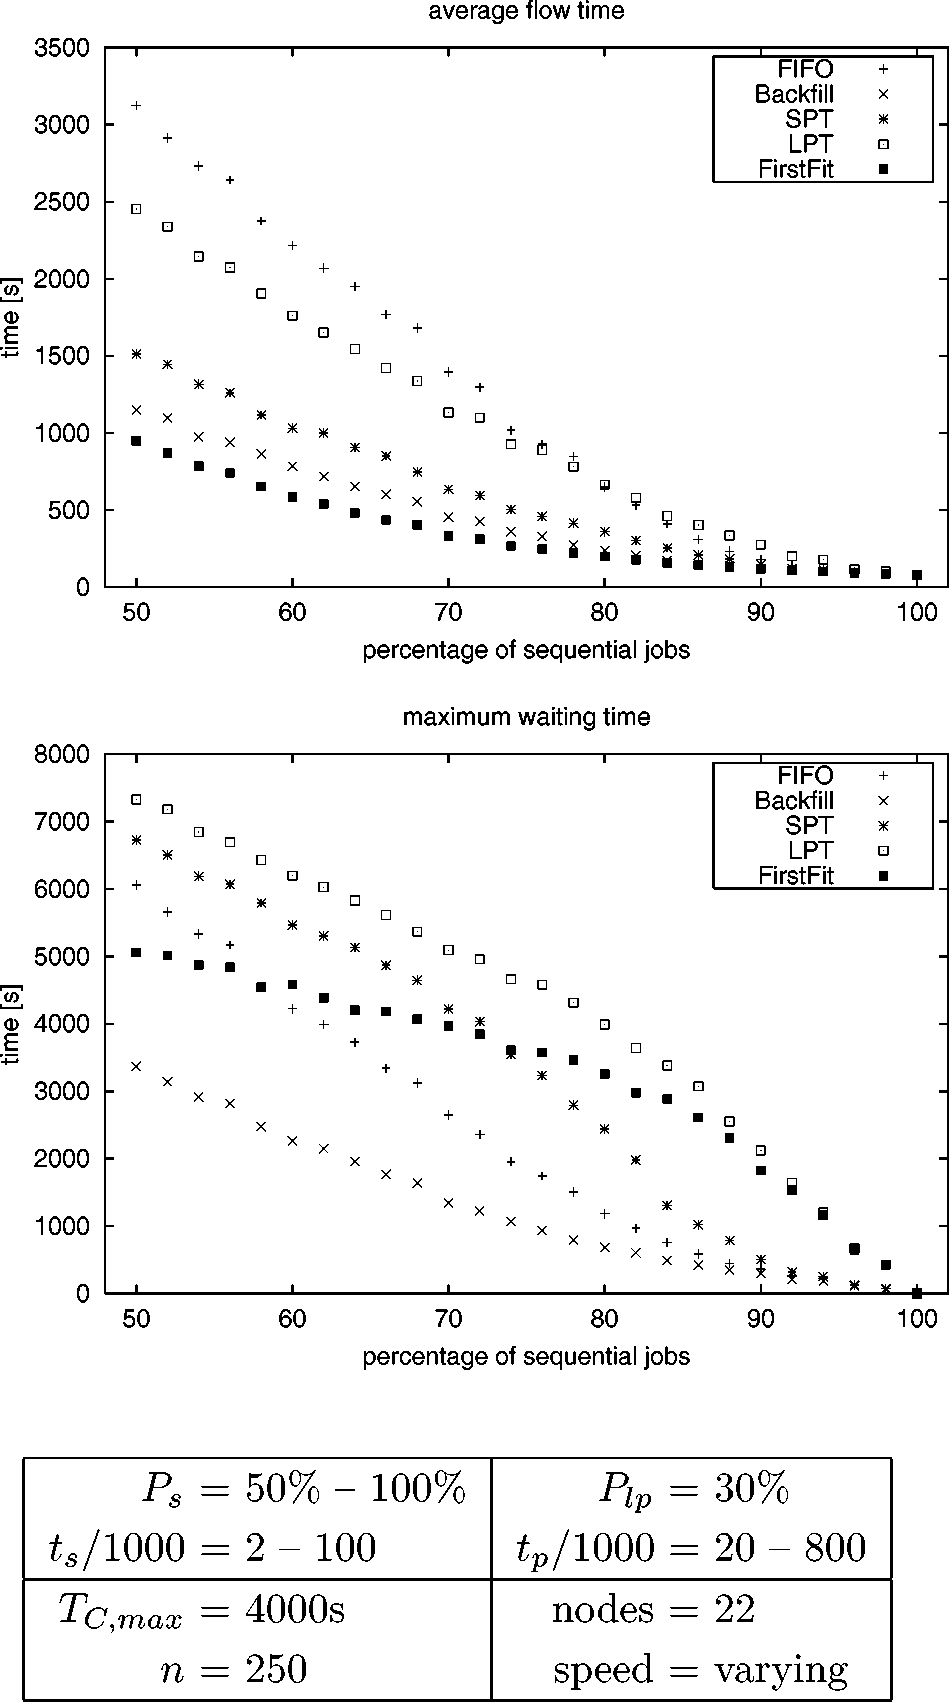 average flow time
3500
3000
2500
2000
1500
1000
500
0
time [s]
FIFO
Backfill
SPT
LPT
FirstFit
50 60 70 80 90 100
percentage of sequential jobs
maximum waiting time
8000
7000
6000
5000
4000
3000
2000
1000
0
time [s]
FIFO
Backfill
SPT
LPT
FirstFit
50 60 70 80 90 100
percentage of sequential jobs
P_s = 50% – 100% P_{lp} = 30%
t_s/1000 = 2 – 100 t_p/1000 = 20 – 800
T_{C,max} = 4000s nodes = 22
n = 250 speed = varying